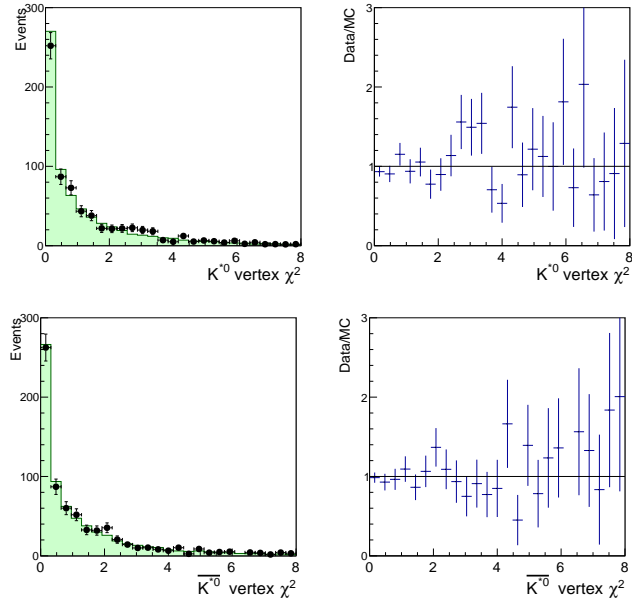 Events
300
200
100
0
0 2 4 6 8
K*0 vertex χ²
Data/MC
3
2
1
0
0 2 4 6 8
K*0 vertex χ²
Events
300
200
100
0
0 2 4 6 8
K̅*̅0̅ vertex χ²
Data/MC
3
2
1
0
0 2 4 6 8
K̅*̅0̅ vertex χ²